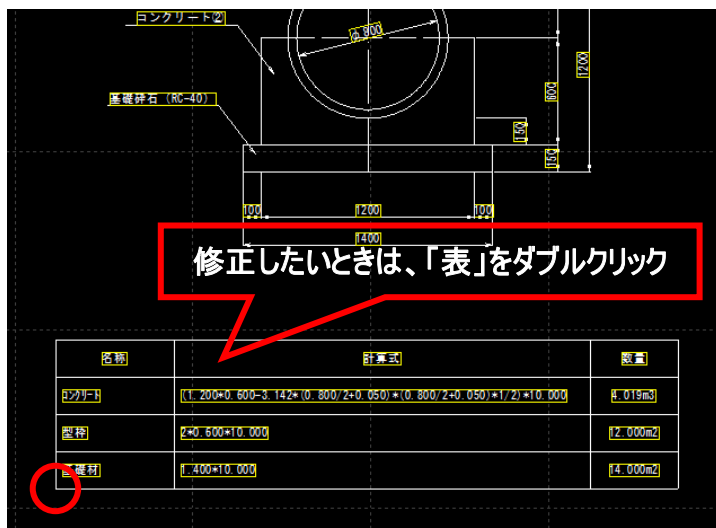 コンクリート②
φ800
1200
600
基礎砕石（RC-40）
150
150
100
1200
100
1400
修正したいときは、「表」をダブルクリック
名称 計算式 数量
コンクリート (1.200*0.600-3.142*(0.800/2+0.050)*(0.800/2+0.050)*1/2)*10.000 4.019m3
型枠 2*0.600*10.000 12.000m2
基礎材 1.400*10.000 14.000m2